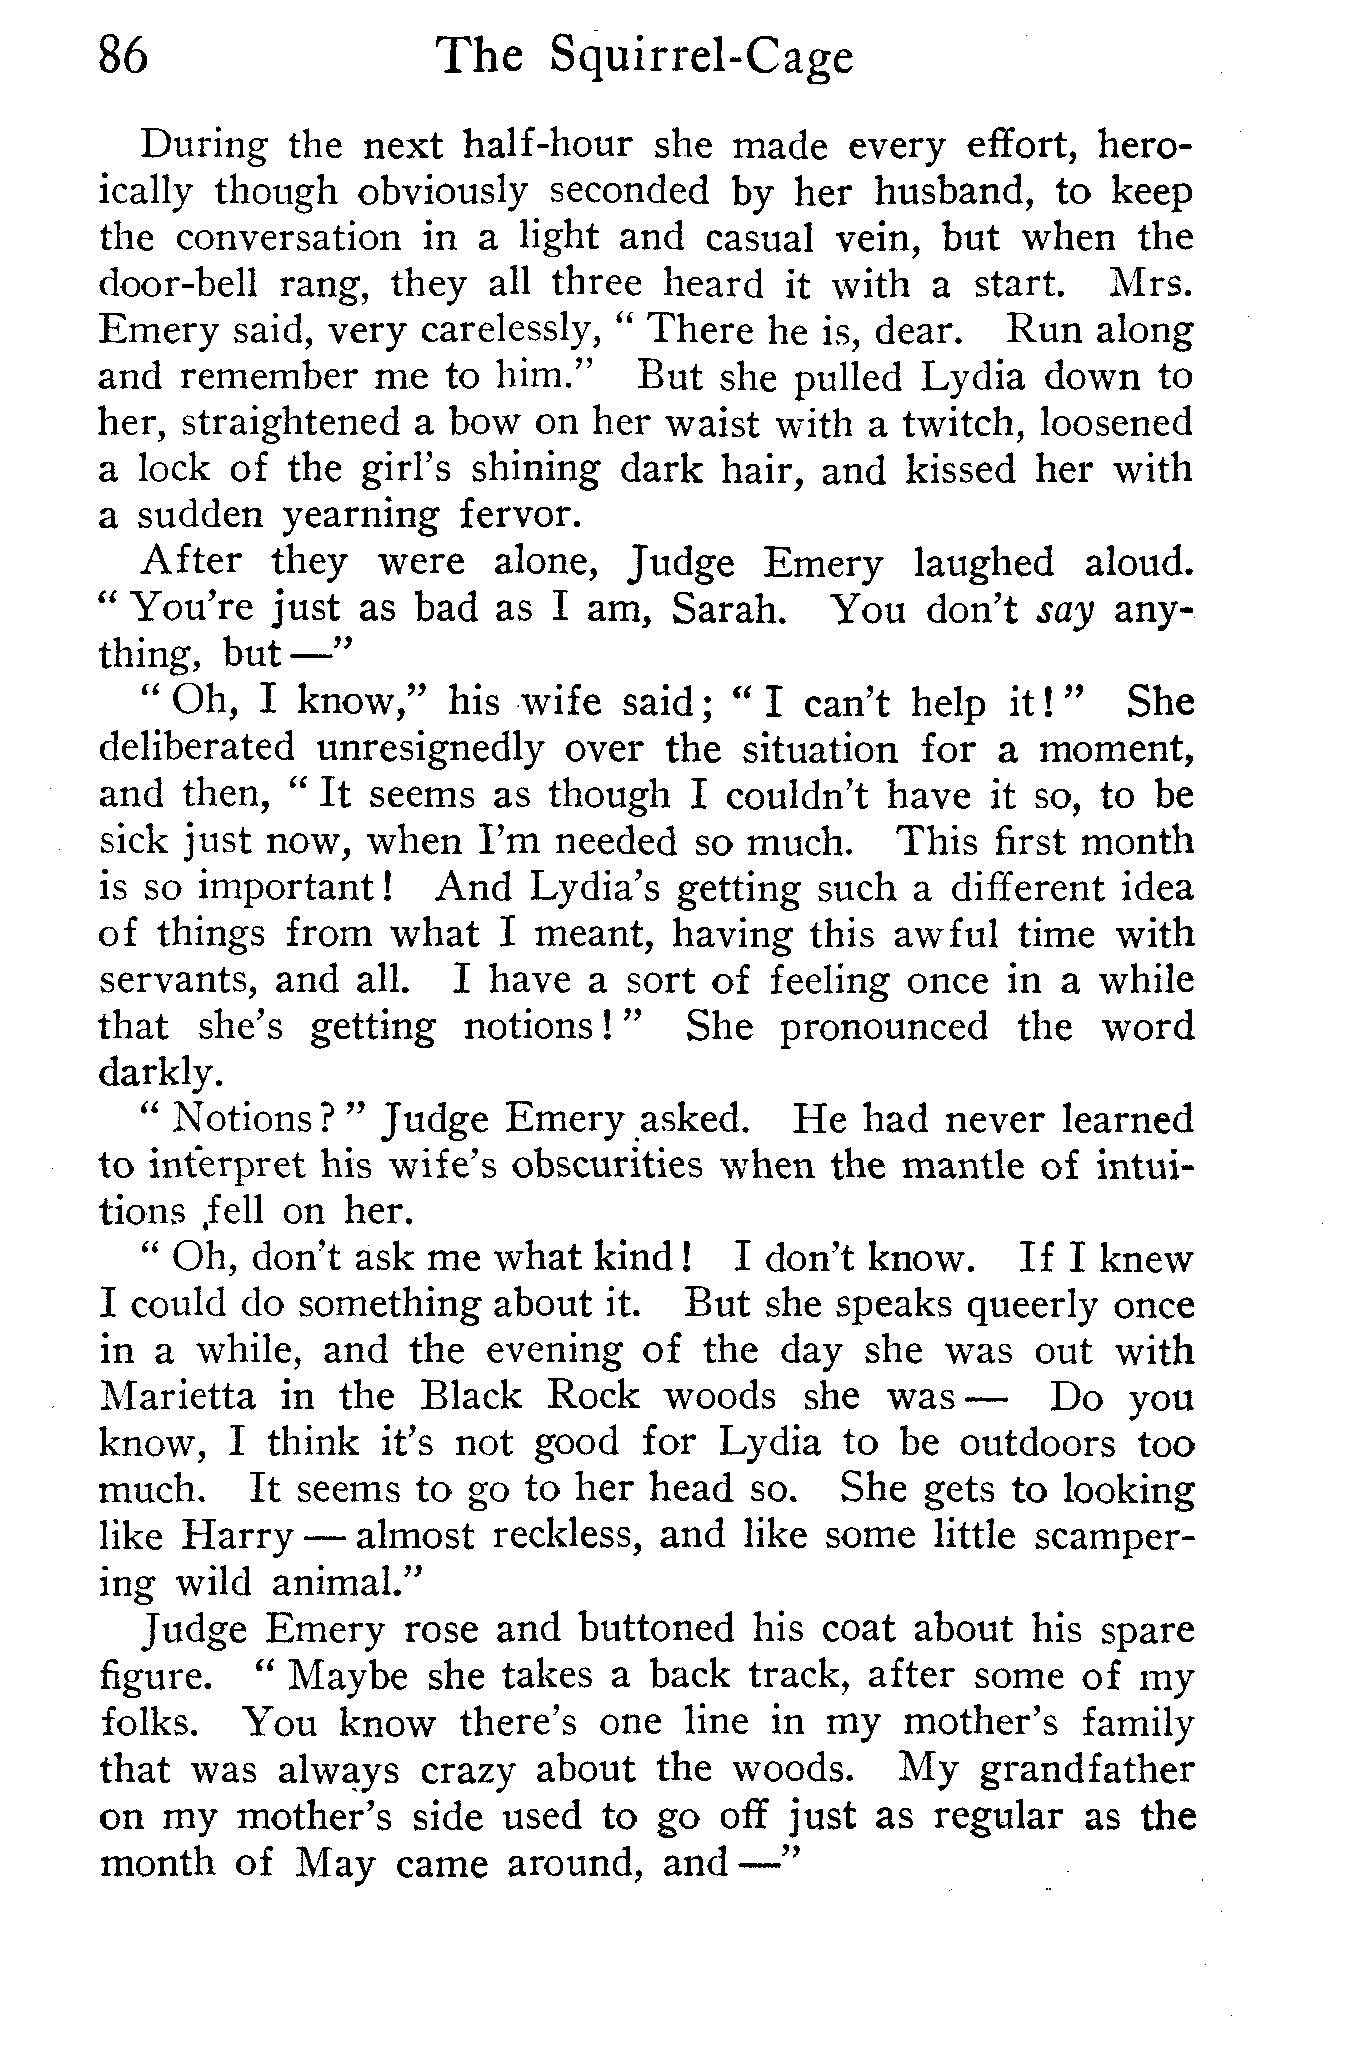 86 The Squirrel-Cage
During the next half-hour she made every effort, hero-
ically though obviously seconded by her husband, to keep
the conversation in a light and casual vein, but when the
door-bell rang, they all three heard it with a start. Mrs.
Emery said, very carelessly, “ There he is, dear. Run along
and remember me to him.” But she pulled Lydia down to
her, straightened a bow on her waist with a twitch, loosened
a lock of the girl’s shining dark hair, and kissed her with
a sudden yearning fervor.
After they were alone, Judge Emery laughed aloud.
“ You’re just as bad as I am, Sarah. You don’t say any-
thing, but —”
“ Oh, I know,” his wife said; “ I can’t help it! ” She
deliberated unresignedly over the situation for a moment,
and then, “ It seems as though I couldn’t have it so, to be
sick just now, when I’m needed so much. This first month
is so important! And Lydia’s getting such a different idea
of things from what I meant, having this awful time with
servants, and all. I have a sort of feeling once in a while
that she’s getting notions! ” She pronounced the word
darkly.
“ Notions? ” Judge Emery asked. He had never learned
to interpret his wife’s obscurities when the mantle of intui-
tions fell on her.
“ Oh, don’t ask me what kind! I don’t know. If I knew
I could do something about it. But she speaks queerly once
in a while, and the evening of the day she was out with
Marietta in the Black Rock woods she was — Do you
know, I think it’s not good for Lydia to be outdoors too
much. It seems to go to her head so. She gets to looking
like Harry — almost reckless, and like some little scamper-
ing wild animal.”
Judge Emery rose and buttoned his coat about his spare
figure. “ Maybe she takes a back track, after some of my
folks. You know there’s one line in my mother’s family
that was always crazy about the woods. My grandfather
on my mother’s side used to go off just as regular as the
month of May came around, and —”